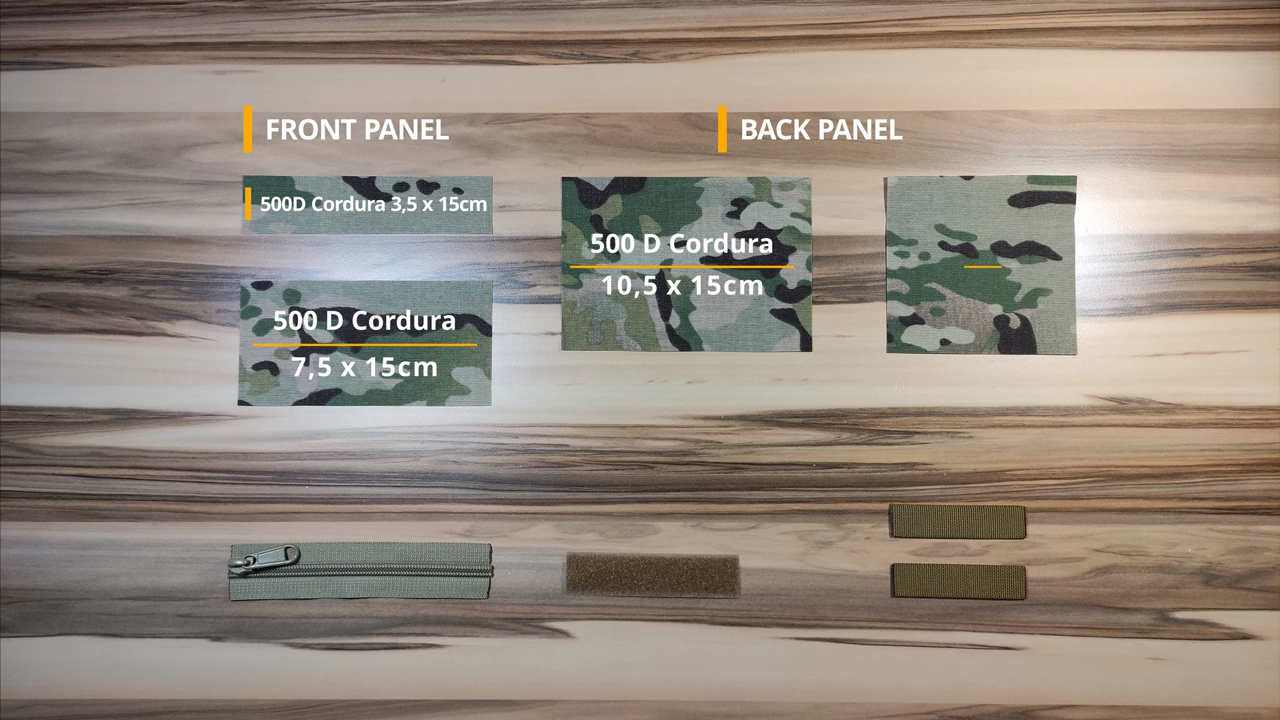 FRONT PANEL
BACK PANEL
500D Cordura 3,5 x 15cm
500 D Cordura
10,5 x 15cm
500 D Cordura
7,5 x 15cm